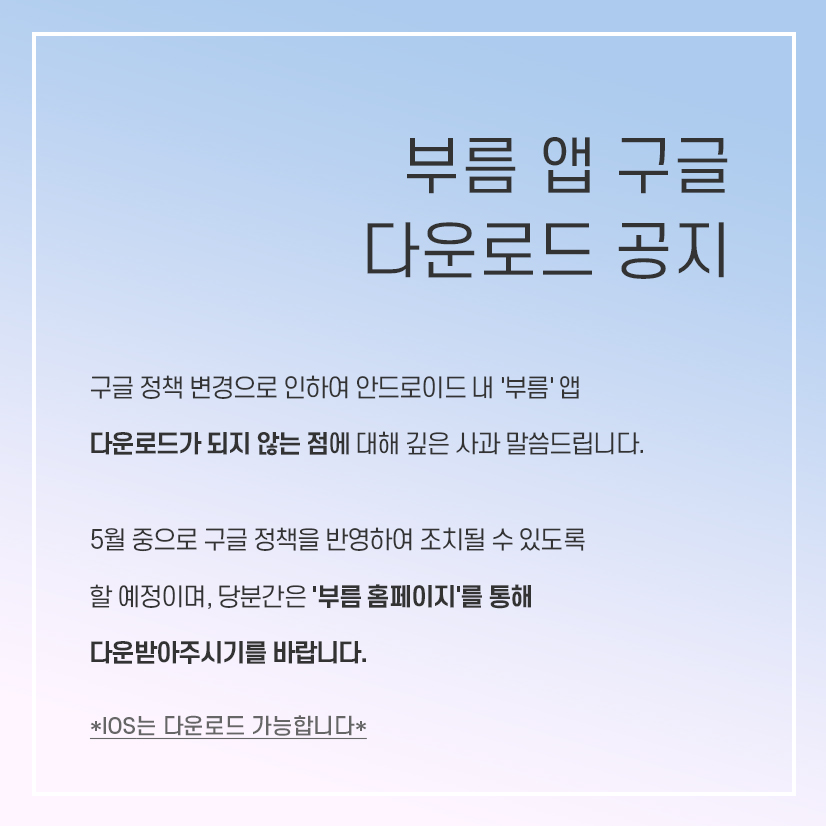 부름 앱 구글
다운로드 공지
구글 정책 변경으로 인하여 안드로이드 내 '부름' 앱
다운로드가 되지 않는 점에 대해 깊은 사과 말씀드립니다.
5월 중으로 구글 정책을 반영하여 조치될 수 있도록
할 예정이며, 당분간은 '부름 홈페이지'를 통해
다운받아주시기를 바랍니다.
*IOS는 다운로드 가능합니다*